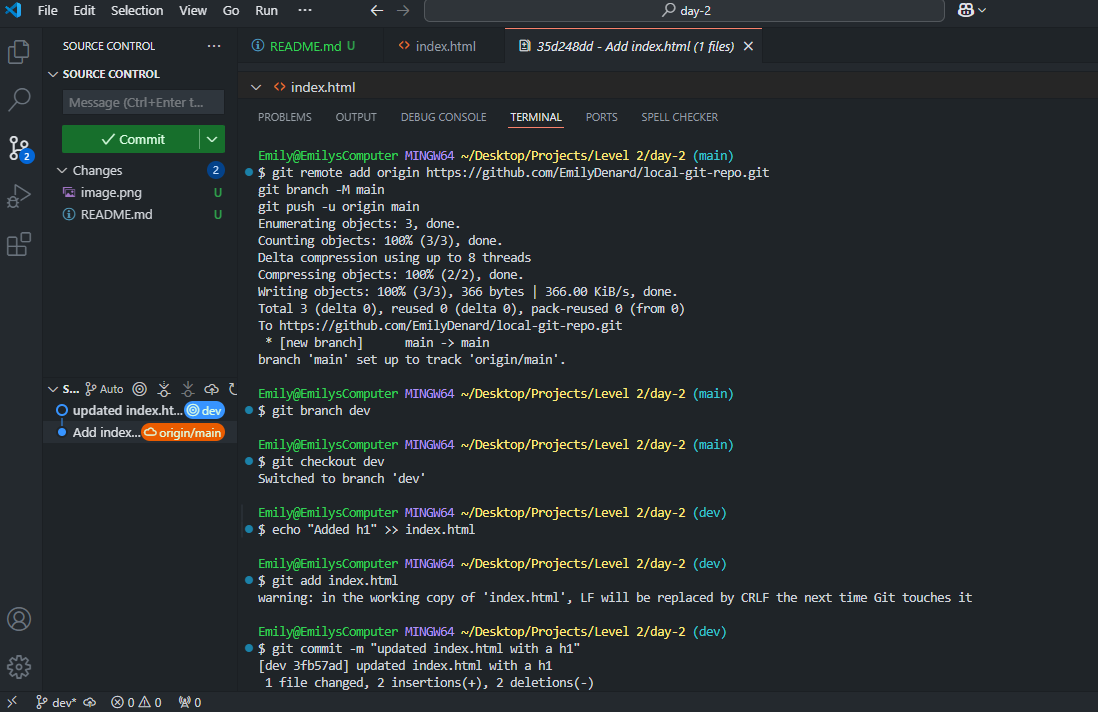 File Edit Selection View Go Run ··· day-2
SOURCE CONTROL ···
SOURCE CONTROL
Message (Ctrl+Enter t...
Commit
Changes 2
image.png U
README.md U
2
S... Auto
updated index.ht... dev
Add index... origin/main
README.md U
index.html
35d248dd - Add index.html (1 files)
index.html
PROBLEMS OUTPUT DEBUG CONSOLE TERMINAL PORTS SPELL CHECKER
Emily@EmilysComputer MINGW64 ~/Desktop/Projects/Level 2/day-2 (main)
$ git remote add origin https://github.com/EmilyDenard/local-git-repo.git
git branch -M main
git push -u origin main
Enumerating objects: 3, done.
Counting objects: 100% (3/3), done.
Delta compression using up to 8 threads
Compressing objects: 100% (2/2), done.
Writing objects: 100% (3/3), 366 bytes | 366.00 KiB/s, done.
Total 3 (delta 0), reused 0 (delta 0), pack-reused 0 (from 0)
To https://github.com/EmilyDenard/local-git-repo.git
 * [new branch]      main -> main
branch 'main' set up to track 'origin/main'.
Emily@EmilysComputer MINGW64 ~/Desktop/Projects/Level 2/day-2 (main)
$ git branch dev
Emily@EmilysComputer MINGW64 ~/Desktop/Projects/Level 2/day-2 (main)
$ git checkout dev
Switched to branch 'dev'
Emily@EmilysComputer MINGW64 ~/Desktop/Projects/Level 2/day-2 (dev)
$ echo "Added h1" >> index.html
Emily@EmilysComputer MINGW64 ~/Desktop/Projects/Level 2/day-2 (dev)
$ git add index.html
warning: in the working copy of 'index.html', LF will be replaced by CRLF the next time Git touches it
Emily@EmilysComputer MINGW64 ~/Desktop/Projects/Level 2/day-2 (dev)
$ git commit -m "updated index.html with a h1"
[dev 3fb57ad] updated index.html with a h1
 1 file changed, 2 insertions(+), 2 deletions(-)
dev* 0 0 0